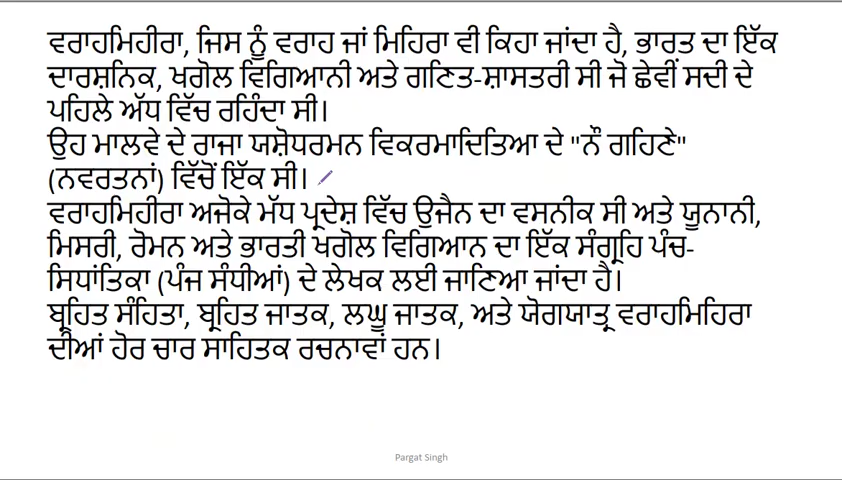 ਵਰਾਹਮਿਹੀਰਾ, ਜਿਸ ਨੂੰ ਵਰਾਹ ਜਾਂ ਮਿਹਿਰਾ ਵੀ ਕਿਹਾ ਜਾਂਦਾ ਹੈ, ਭਾਰਤ ਦਾ ਇੱਕ
ਦਾਰਸ਼ਨਿਕ, ਖਗੋਲ ਵਿਗਿਆਨੀ ਅਤੇ ਗਣਿਤ-ਸ਼ਾਸਤਰੀ ਸੀ ਜੋ ਛੇਵੀਂ ਸਦੀ ਦੇ
ਪਹਿਲੇ ਅੱਧ ਵਿੱਚ ਰਹਿੰਦਾ ਸੀ।
ਉਹ ਮਾਲਵੇ ਦੇ ਰਾਜਾ ਯਸ਼ੋਧਰਮਨ ਵਿਕਰਮਾਦਿਤਿਆ ਦੇ "ਨੌ ਗਹਿਣੇ"
(ਨਵਰਤਨਾਂ) ਵਿੱਚੋਂ ਇੱਕ ਸੀ।
ਵਰਾਹਮਿਹੀਰਾ ਅਜੋਕੇ ਮੱਧ ਪ੍ਰਦੇਸ਼ ਵਿੱਚ ਉਜੈਨ ਦਾ ਵਸਨੀਕ ਸੀ ਅਤੇ ਯੂਨਾਨੀ,
ਮਿਸਰੀ, ਰੋਮਨ ਅਤੇ ਭਾਰਤੀ ਖਗੋਲ ਵਿਗਿਆਨ ਦਾ ਇੱਕ ਸੰਗ੍ਰਹਿ ਪੰਚ-
ਸਿਧਾਂਤਿਕਾ (ਪੰਜ ਸੰਧੀਆਂ) ਦੇ ਲੇਖਕ ਲਈ ਜਾਣਿਆ ਜਾਂਦਾ ਹੈ।
ਬ੍ਰਹਿਤ ਸੰਹਿਤਾ, ਬ੍ਰਹਿਤ ਜਾਤਕ, ਲਘੂ ਜਾਤਕ, ਅਤੇ ਯੋਗਯਾਤ੍ਰ ਵਰਾਹਮਿਹਿਰਾ
ਦੀਆਂ ਹੋਰ ਚਾਰ ਸਾਹਿਤਕ ਰਚਨਾਵਾਂ ਹਨ।
Pargat Singh